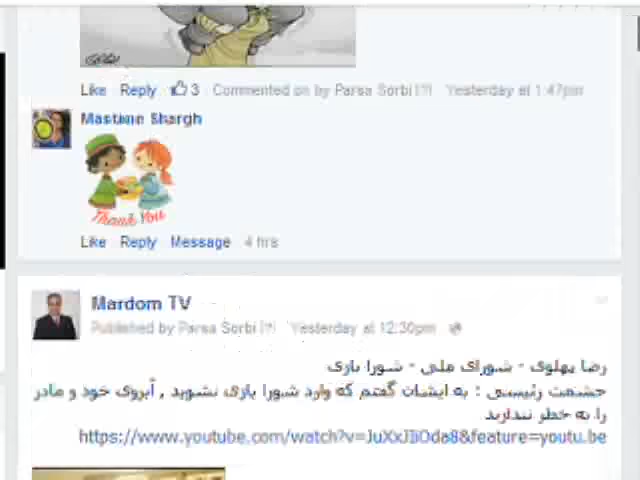 Like Reply 3 Commented on by Parsa Sorbi [?] Yesterday at 1:47pm
Mastane Shargh
Thank You
Like Reply Message 4 hrs
Mardom TV
Published by Parsa Sorbi [?] Yesterday at 12:30pm
رضا پهلوی - شورای ملی - شورا بازی
حشمت رئیسی : به ایشان گفتم که وارد شورا بازی نشوید , آبروی خود و مادر
را به خطر نندازید
https://www.youtube.com/watch?v=JuXxJIiOda8&feature=youtu.be